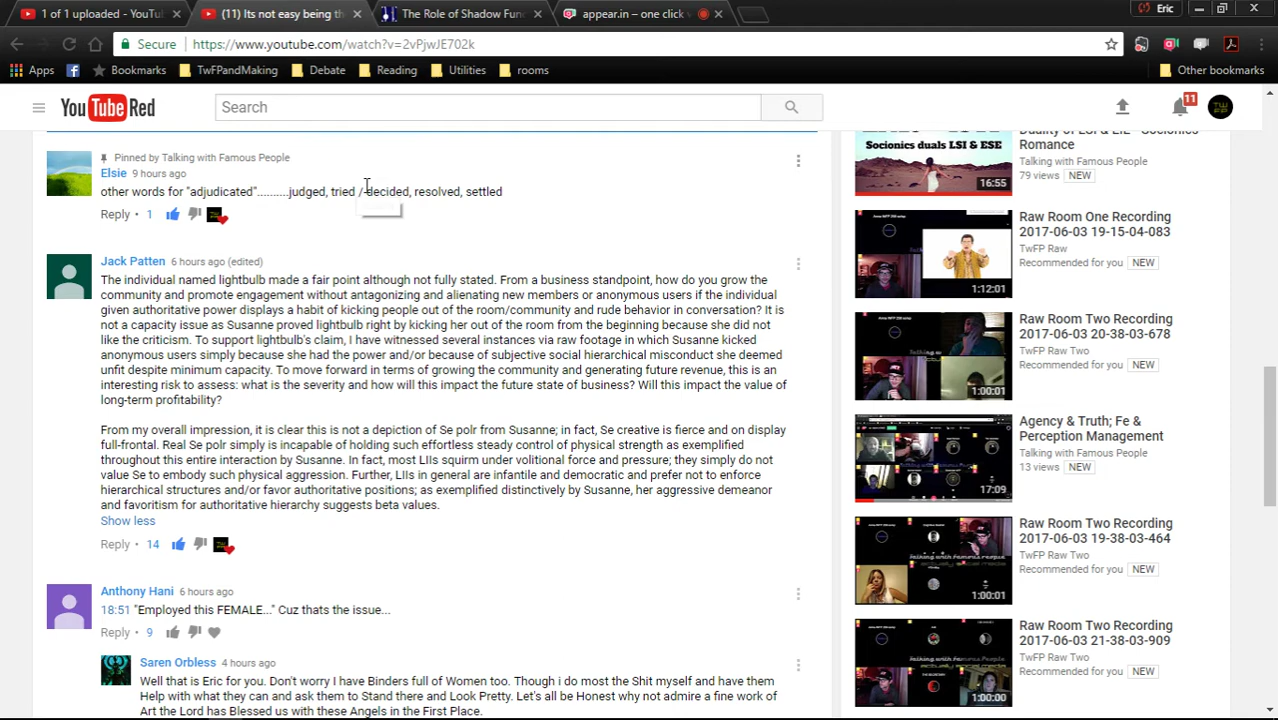 1 of 1 uploaded - YouTu
(11) Its not easy being th
The Role of Shadow Func
appear.in – one click v
Eric
Secure
https://www.youtube.com/watch?v=2vPjwJE702k
Apps
Bookmarks
TwFPandMaking
Debate
Reading
Utilities
rooms
Other bookmarks
YouTube Red
Search
11
Pinned by Talking with Famous People
Elsie 9 hours ago
other words for "adjudicated"..........judged, tried / decided, resolved, settled
Reply 1
Jack Patten 6 hours ago (edited)
The individual named lightbulb made a fair point although not fully stated. From a business standpoint, how do you grow the
community and promote engagement without antagonizing and alienating new members or anonymous users if the individual
given authoritative power displays a habit of kicking people out of the room/community and rude behavior in conversation? It is
not a capacity issue as Susanne proved lightbulb right by kicking him out of the room from the beginning because she did not
like the criticism. To support lightbulb's claim, I have witnessed several instances via raw footage in which Susanne kicked
anonymous users simply because she had the power and/or because of subjective social hierarchical misconduct she deemed
unfit despite minimum capacity. To move forward in terms of growing the community and generating future revenue, this is an
interesting risk to assess: what is the severity and how will this impact the future state of business? Will this impact the value of
long-term profitability?
From my overall impression, it is clear this is not a depiction of Se polr from Susanne; in fact, Se creative is fierce and on display
full-frontal. Real Se polr simply is incapable of holding such effortless steady control of physical strength as exemplified
throughout this entire interaction by Susanne. In fact, most LIIs squirm under volitional force and pressure; they simply do not
value Se to embody such physical aggression. Further, LIIs in general are infantile and democratic and prefer not to enforce
hierarchical structures and/or favor authoritative positions; as exemplified distinctively by Susanne, her aggressive demeanor
and favoritism for authoritative hierarchy suggests beta values.
Show less
Reply 14
Anthony Hani 6 hours ago
18:51 "Employed this FEMALE..." Cuz thats the issue...
Reply 9
Saren Orbless 4 hours ago
Well that is Eric for you. Don't worry I have Binders full of Women too. Though i do most the Shit myself and have them
Help with what they can and ask them to Stand there and Look Pretty. Let's all be Honest why not admire a fine work of
Art the Lord has Blessed us with these Angels in the First Place.
Duality of LSI & EIE - Socionics
Romance
Talking with Famous People
79 views NEW
SOCIONICS DUALS LSI & ESE
16:55
Raw Room One Recording
2017-06-03 19-15-04-083
TwFP Raw
Recommended for you NEW
1:12:01
Raw Room Two Recording
2017-06-03 20-38-03-678
TwFP Raw Two
Recommended for you NEW
1:00:01
Agency & Truth; Fe &
Perception Management
Talking with Famous People
13 views NEW
17:09
Raw Room Two Recording
2017-06-03 19-38-03-464
TwFP Raw Two
Recommended for you NEW
1:00:01
Raw Room Two Recording
2017-06-03 21-38-03-909
TwFP Raw Two
Recommended for you NEW
1:00:00